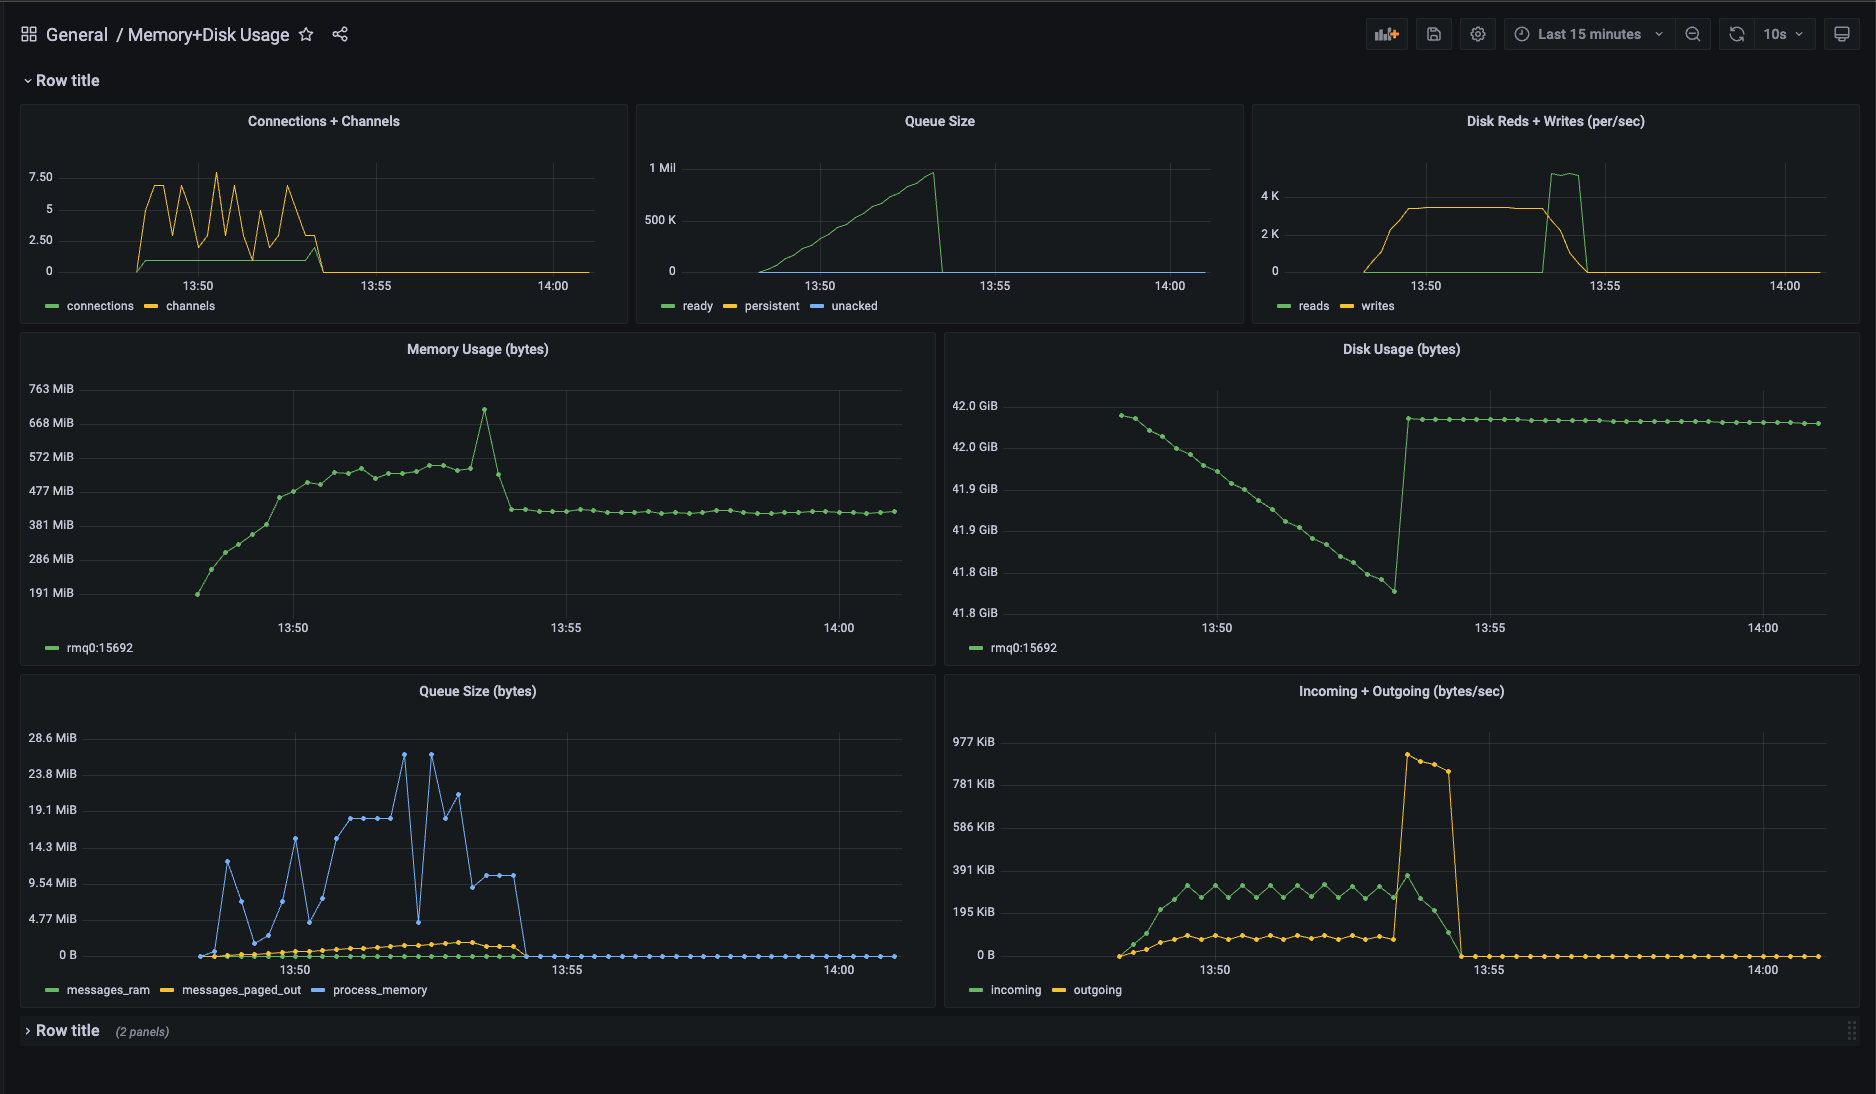 General / Memory+Disk Usage
Last 15 minutes
10s
Row title
Connections + Channels
7.50
5
2.50
0
13:50 13:55 14:00
connections channels
Queue Size
1 Mil
500 K
0
13:50 13:55 14:00
ready persistent unacked
Disk Reds + Writes (per/sec)
4 K
2 K
0
13:50 13:55 14:00
reads writes
Memory Usage (bytes)
763 MiB
668 MiB
572 MiB
477 MiB
381 MiB
286 MiB
191 MiB
13:50 13:55 14:00
rmq0:15692
Disk Usage (bytes)
42.0 GiB
42.0 GiB
41.9 GiB
41.9 GiB
41.8 GiB
41.8 GiB
13:50 13:55 14:00
rmq0:15692
Queue Size (bytes)
28.6 MiB
23.8 MiB
19.1 MiB
14.3 MiB
9.54 MiB
4.77 MiB
0 B
13:50 13:55 14:00
messages_ram messages_paged_out process_memory
Incoming + Outgoing (bytes/sec)
977 KiB
781 KiB
586 KiB
391 KiB
195 KiB
0 B
13:50 13:55 14:00
incoming outgoing
Row title (2 panels)